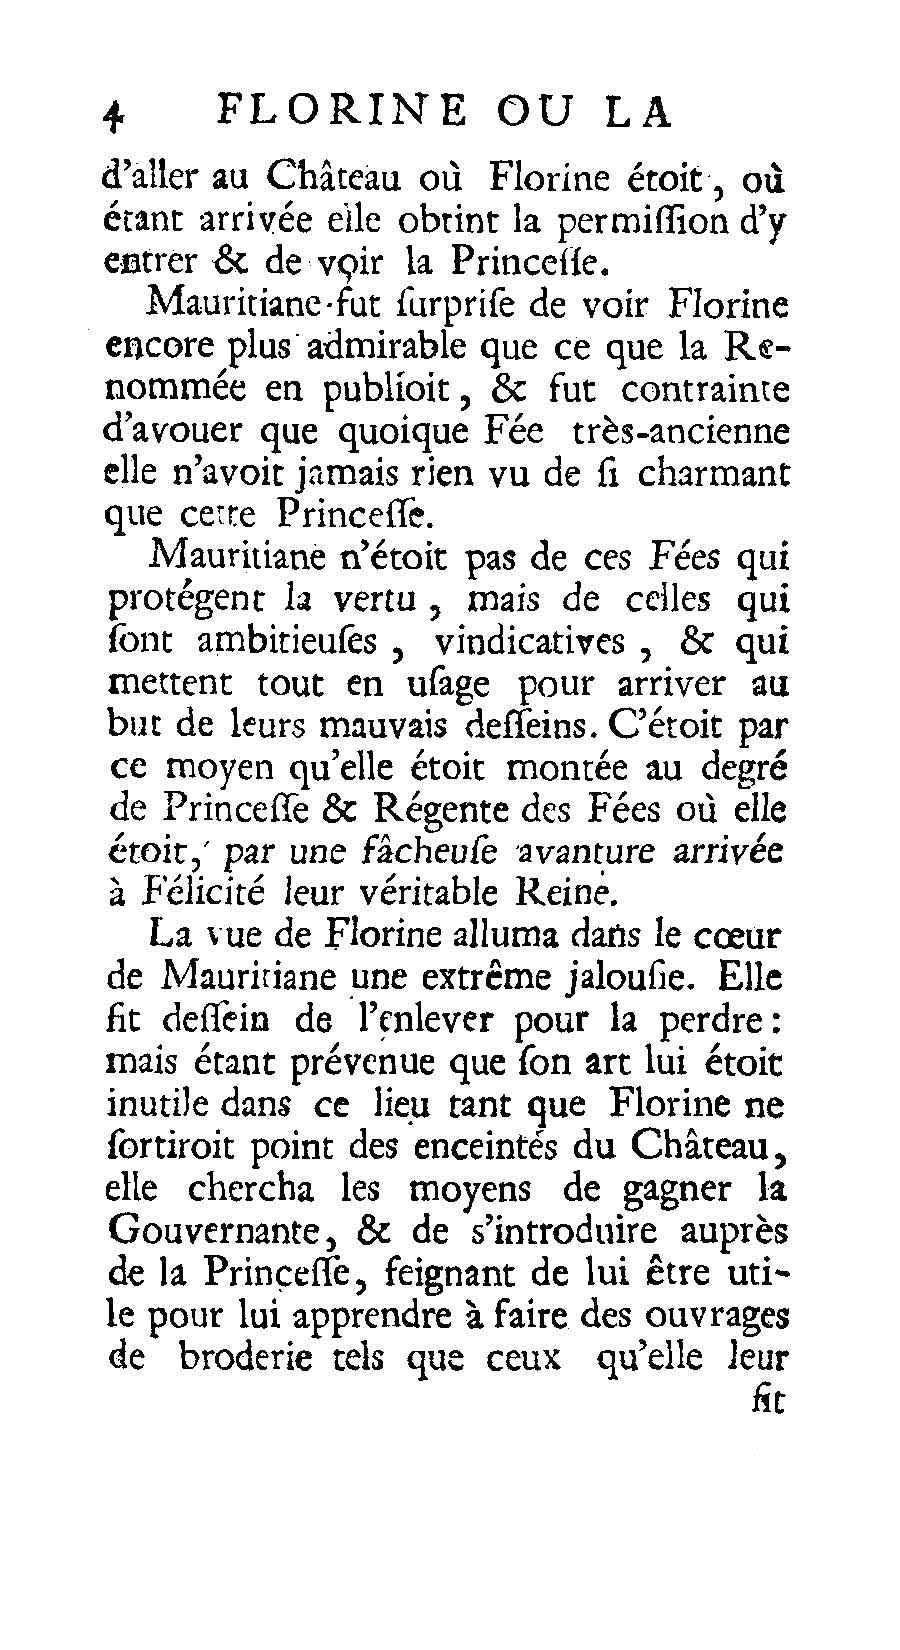 4 FLORINE OU LA
d'aller au Château où Florine étoit, où
étant arrivée elle obtint la permiſſion d'y
entrer & de voir la Princeſſe.
Mauritiane fut ſurpriſe de voir Florine
encore plus admirable que ce que la Re-
nommée en publioit, & fut contrainte
d'avouer que quoique Fée très-ancienne
elle n'avoit jamais rien vu de ſi charmant
que cette Princeſſe.
Mauritiane n'étoit pas de ces Fées qui
protégent la vertu, mais de celles qui
ſont ambitieuſes, vindicatives, & qui
mettent tout en uſage pour arriver au
but de leurs mauvais deſſeins. C'étoit par
ce moyen qu'elle étoit montée au degré
de Princeſſe & Régente des Fées où elle
étoit, par une fâcheuſe avanture arrivée
à Félicité leur véritable Reine.
La vue de Florine alluma dans le cœur
de Mauritiane une extrême jalouſie. Elle
fit deſſein de l'enlever pour la perdre:
mais étant prévenue que ſon art lui étoit
inutile dans ce lieu tant que Florine ne
ſortiroit point des enceintes du Château,
elle chercha les moyens de gagner la
Gouvernante, & de s'introduire auprès
de la Princeſſe, feignant de lui être uti-
le pour lui apprendre à faire des ouvrages
de broderie tels que ceux qu'elle leur
fit